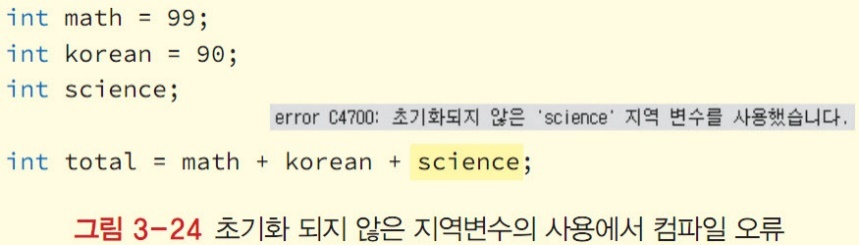 int math = 99;
int korean = 90;
int science;
error C4700: 초기화되지 않은 'science' 지역 변수를 사용했습니다.
int total = math + korean + science;
그림 3-24 초기화 되지 않은 지역변수의 사용에서 컴파일 오류